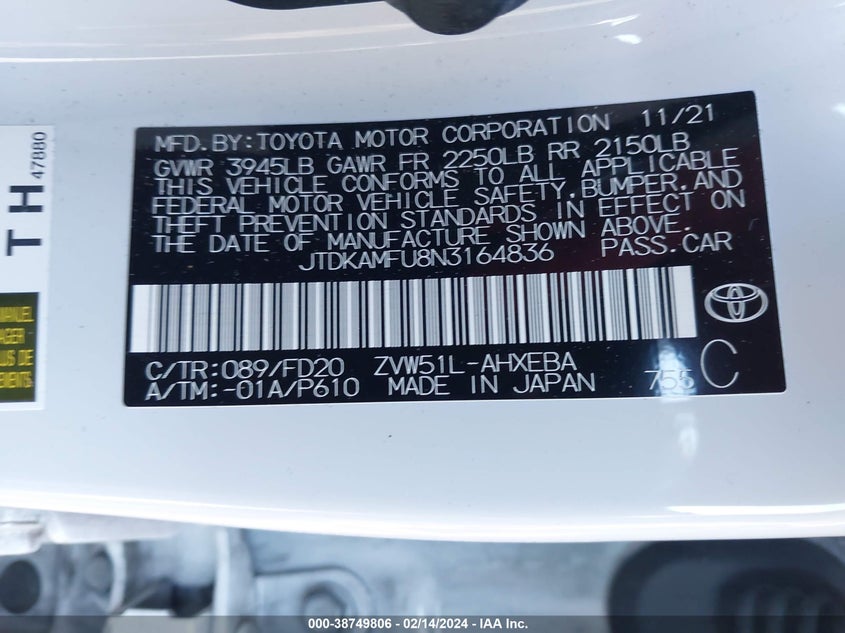 MFD.BY:TOYOTA MOTOR CORPORATION 11/21
GVWR 3945LB GAWR FR 2250LB RR 2150LB
THIS VEHICLE CONFORMS TO ALL APPLICABLE
FEDERAL MOTOR VEHICLE SAFETY,BUMPER,AND
THEFT PREVENTION STANDARDS IN EFFECT ON
THE DATE OF MANUFACTURE SHOWN ABOVE.
JTDKAMFU8N3164836 PASS.CAR
C/TR:089/FD20 ZVW51L-AHXEBA
A/TM:-01A/P610 MADE IN JAPAN 755 C
TH
47880
MANUEL
000-38749806 - 02/14/2024 - IAAI - US